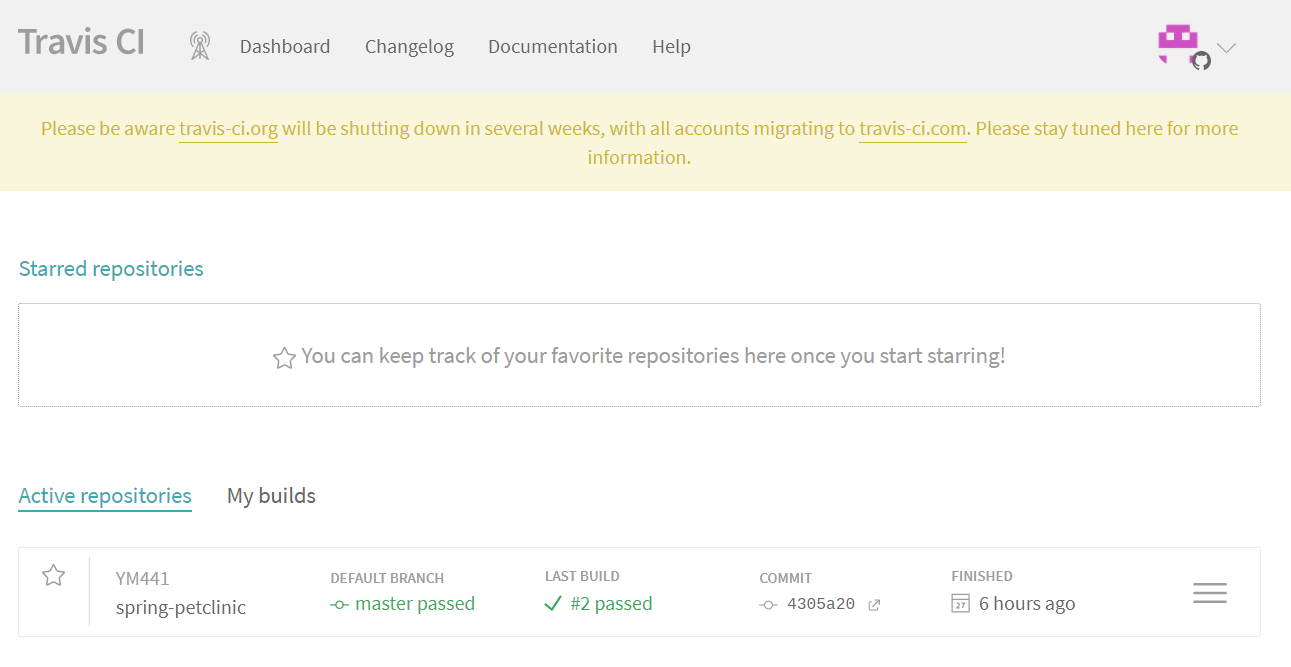 Travis CI Dashboard Changelog Documentation Help
Please be aware travis-ci.org will be shutting down in several weeks, with all accounts migrating to travis-ci.com. Please stay tuned here for more
information.
Starred repositories
You can keep track of your favorite repositories here once you start starring!
Active repositories My builds
YM441 DEFAULT BRANCH LAST BUILD COMMIT FINISHED
spring-petclinic master passed #2 passed 4305a20 27 6 hours ago